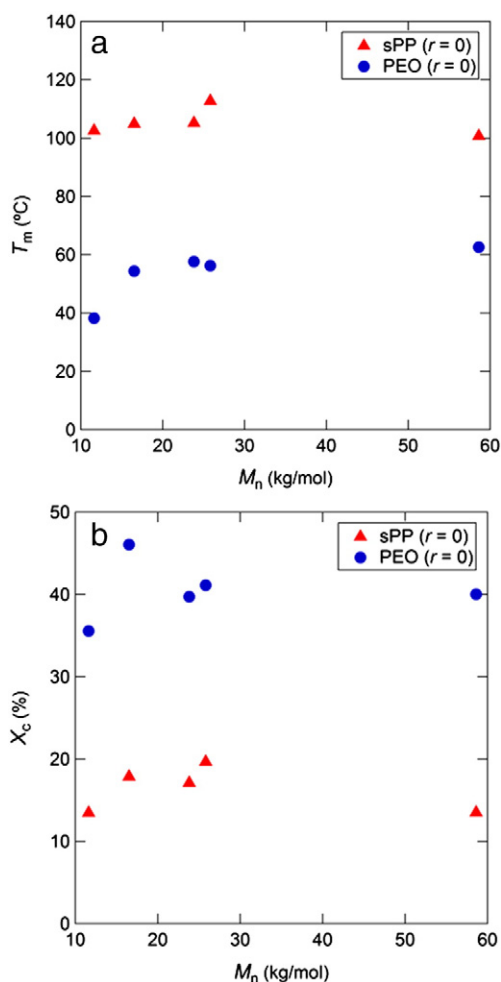 a
sPP (r = 0)
PEO (r = 0)
140
120
100
80
60
40
20
0
Tm (ºC)
10 20 30 40 50 60
Mn (kg/mol)
b
sPP (r = 0)
PEO (r = 0)
50
40
30
20
10
0
Xc (%)
10 20 30 40 50 60
Mn (kg/mol)